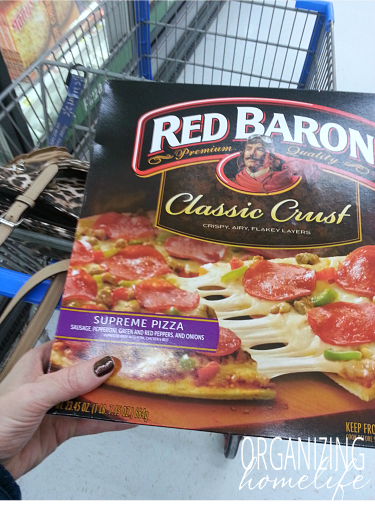 RED BARON
Premium Quality
Classic Crust
CRISPY, AIRY, FLAKEY LAYERS
SUPREME PIZZA
SAUSAGE, PEPPERONI, GREEN AND RED PEPPERS, AND ONIONS
KEEP
ORGANIZING
homelife